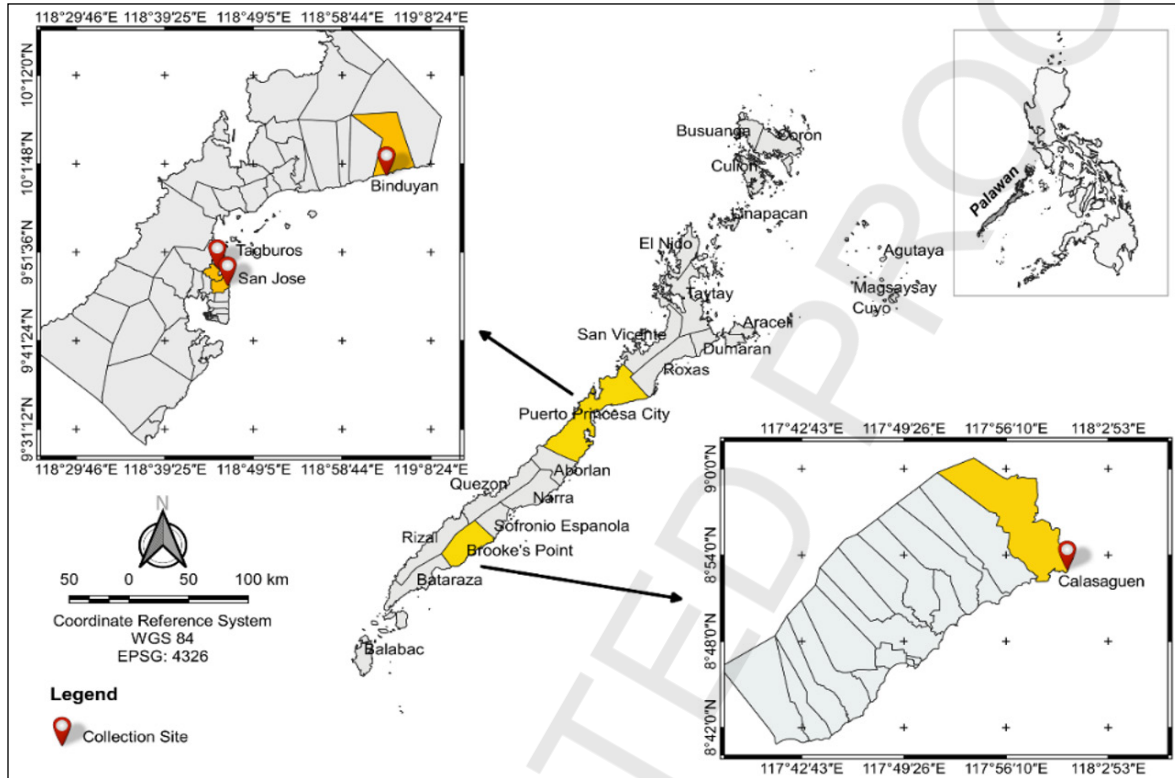 118°29'46"E 118°39'25"E 118°49'5"E 118°58'44"E 119°8'24"E
10°12'0"N
10°1'48"N
9°51'36"N
9°41'24"N
9°31'12"N
Binduyan
Tagburos
San Jose
118°29'46"E 118°39'25"E 118°49'5"E 118°58'44"E 119°8'24"E
Busuanga
Coron
Culion
Linapacan
El Nido
Taytay
Agutaya
Magsaysay
Cuyo
San Vicente
Araceli
Dumaran
Roxas
Puerto Princesa City
Aborlan
Quezon
Narra
Sofronio Espanola
Rizal
Brooke's Point
Bataraza
Balabac
Palawan
N
50 0 50 100 km
Coordinate Reference System
WGS 84
EPSG: 4326
Legend
Collection Site
117°42'43"E 117°49'26"E 117°56'10"E 118°2'53"E
9°0'0"N
8°54'0"N
8°48'0"N
8°42'0"N
Calasaguen
117°42'43"E 117°49'26"E 117°56'10"E 118°2'53"E
TED PROO